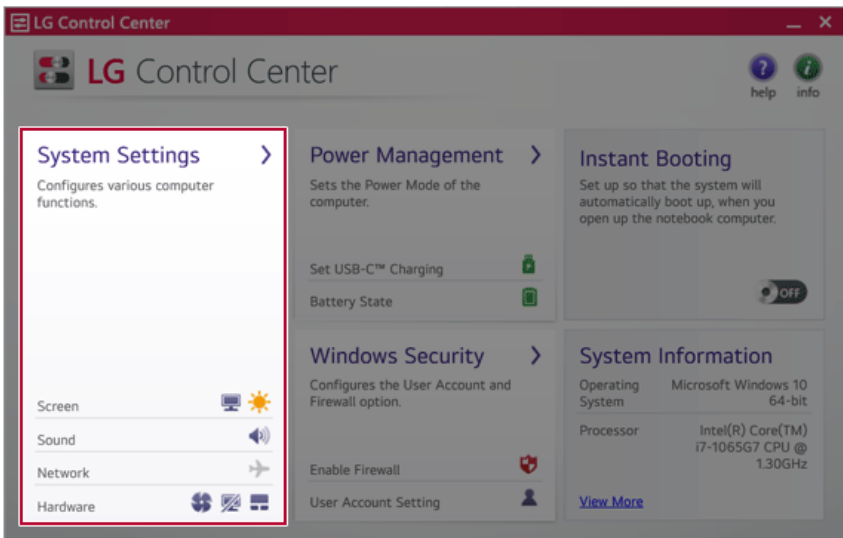 LG Control Center
LG Control Center
help
info
System Settings
Configures various computer
functions.
Screen
Sound
Network
Hardware
Power Management
Sets the Power Mode of the
computer.
Set USB-C™ Charging
Battery State
Instant Booting
Set up so that the system will
automatically boot up, when you
open up the notebook computer.
OFF
Windows Security
Configures the User Account and
Firewall option.
Enable Firewall
User Account Setting
System Information
Operating System
Microsoft Windows 10
64-bit
Processor
Intel(R) Core(TM)
i7-1065G7 CPU @
1.30GHz
View More